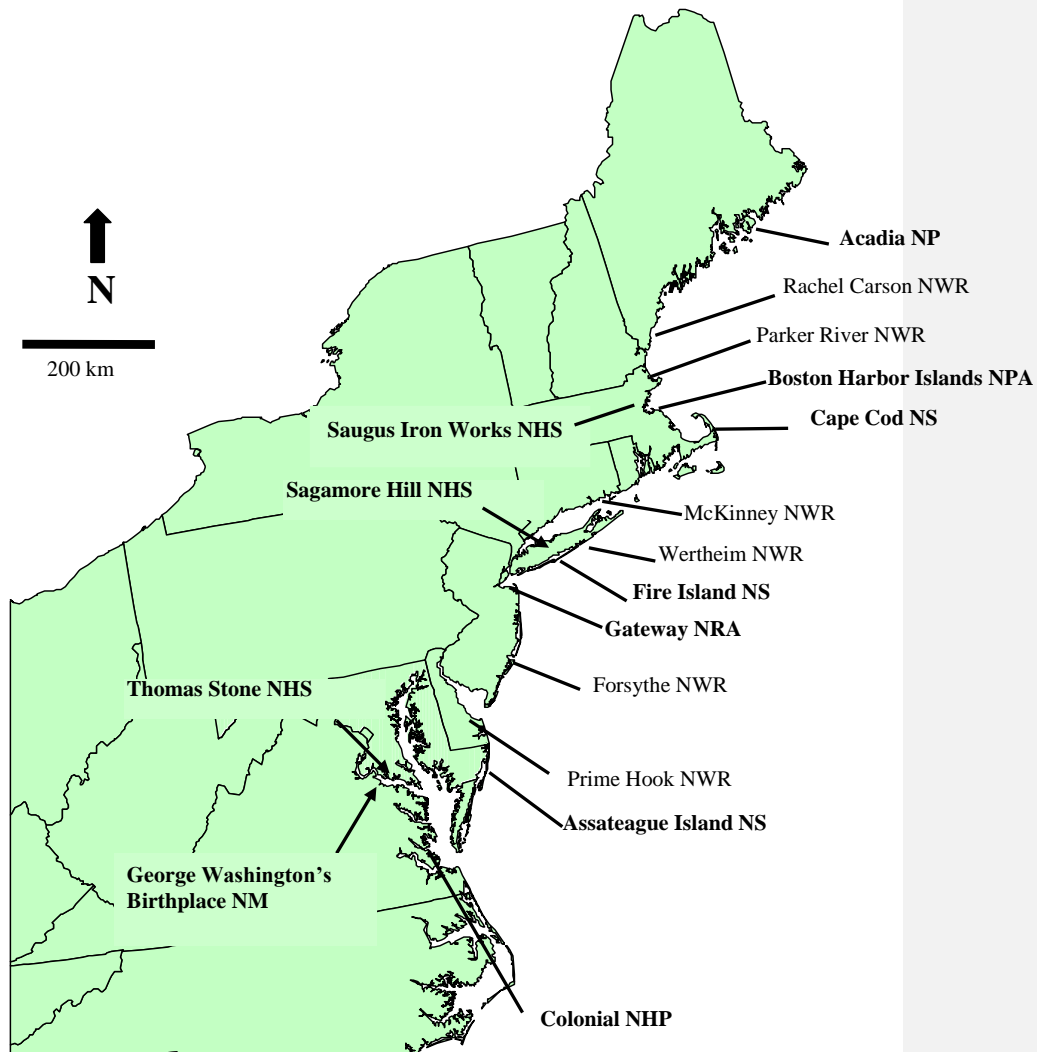 Acadia NP
N
Rachel Carson NWR
Parker River NWR
200 km
Boston Harbor Islands NPA
Cape Cod NS
Saugus Iron Works NHS
Sagamore Hill NHS
McKinney NWR
Wertheim NWR
Fire Island NS
Gateway NRA
Thomas Stone NHS
Forsythe NWR
Prime Hook NWR
Assateague Island NS
George Washington's
Birthplace NM
Colonial NHP